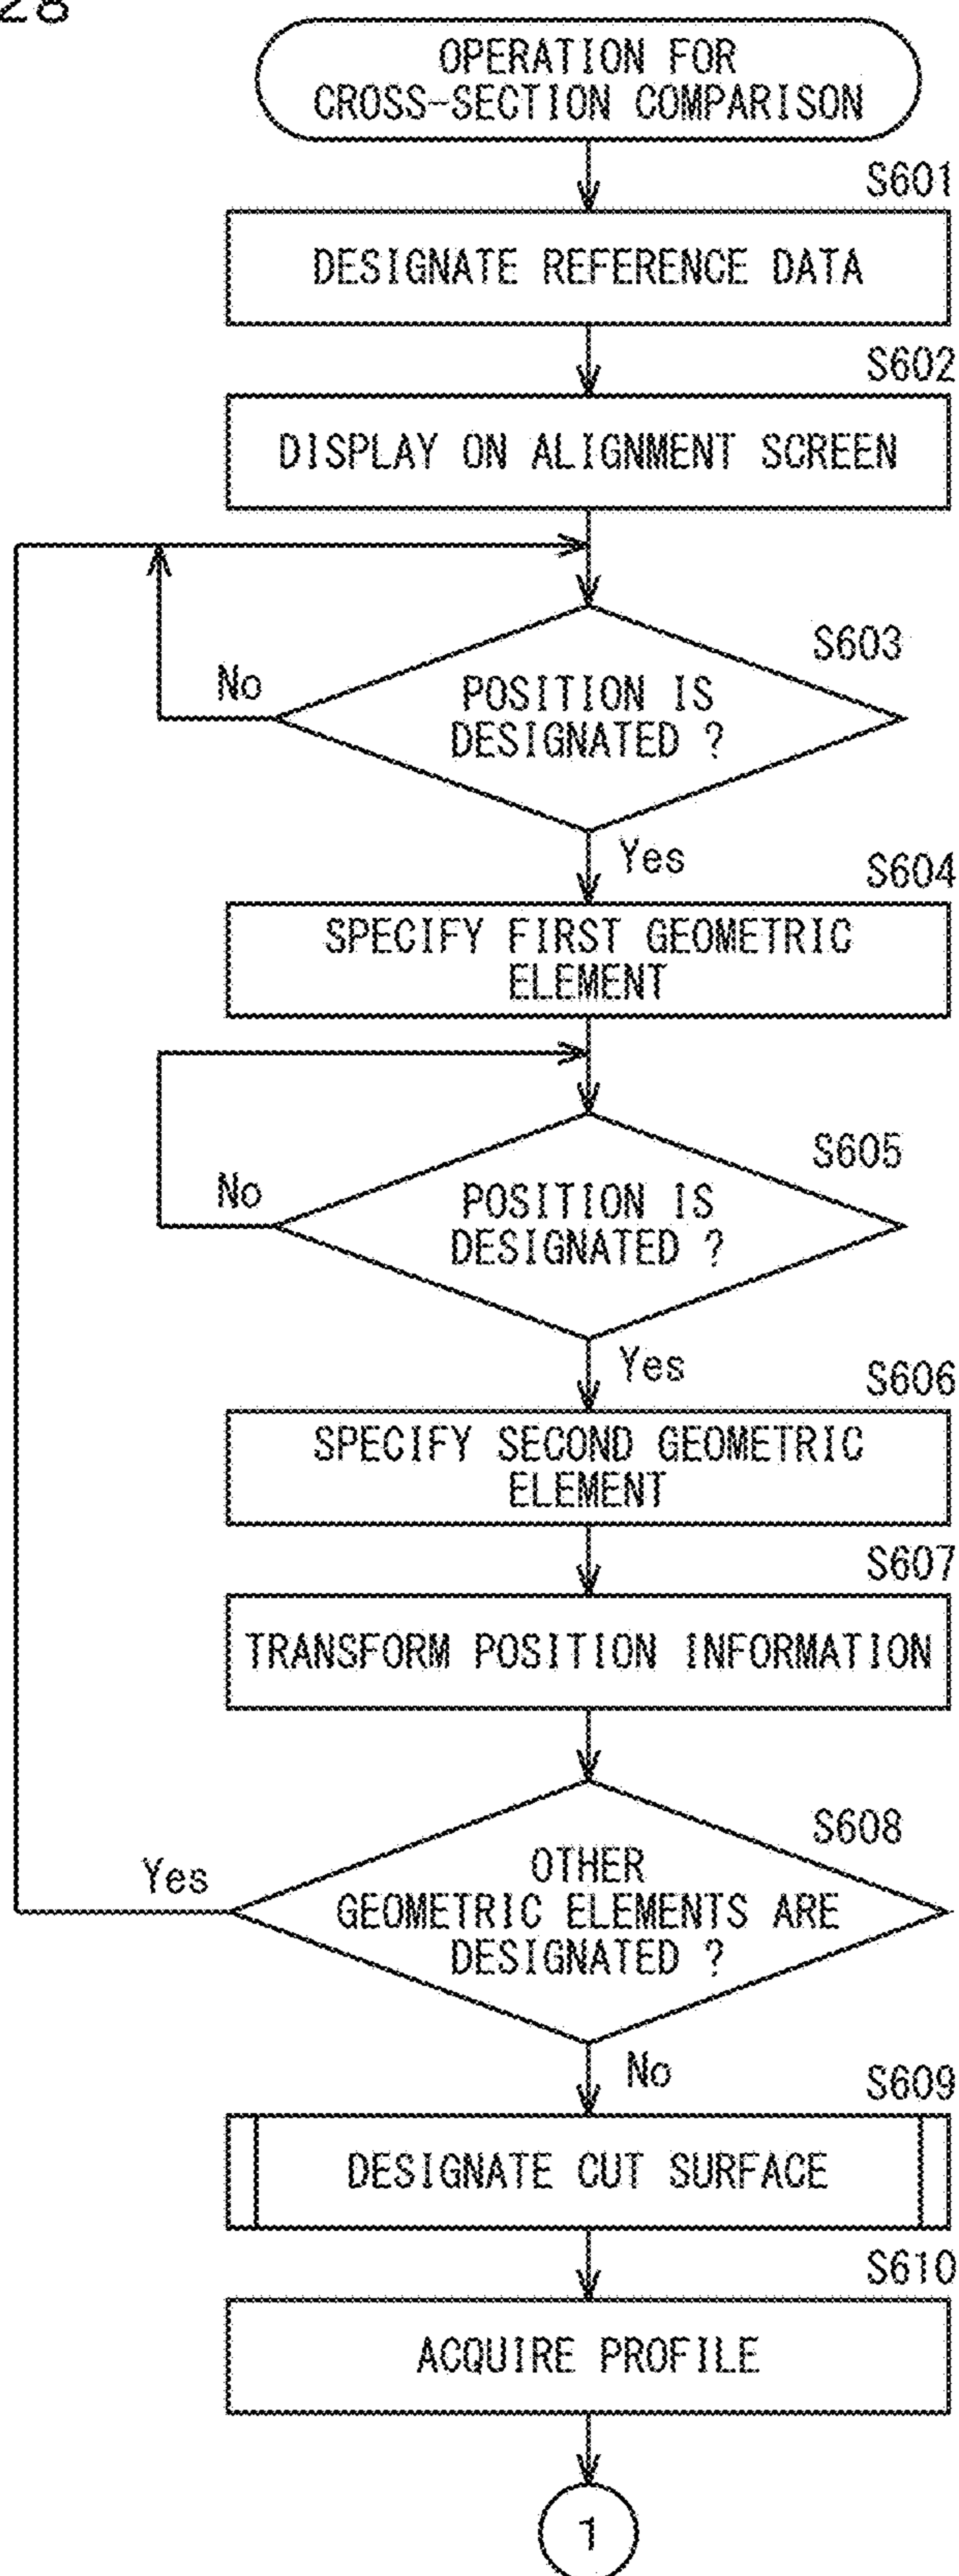 28
OPERATION FOR
CROSS-SECTION COMPARISON
S601
DESIGNATE REFERENCE DATA
S602
DISPLAY ON ALIGNMENT SCREEN
S603
No
POSITION IS
DESIGNATED ?
Yes
S604
SPECIFY FIRST GEOMETRIC
ELEMENT
S605
No
POSITION IS
DESIGNATED ?
Yes
S606
SPECIFY SECOND GEOMETRIC
ELEMENT
S607
TRANSFORM POSITION INFORMATION
S608
Yes
OTHER
GEOMETRIC ELEMENTS ARE
DESIGNATED ?
No
S609
DESIGNATE CUT SURFACE
S610
ACQUIRE PROFILE
1